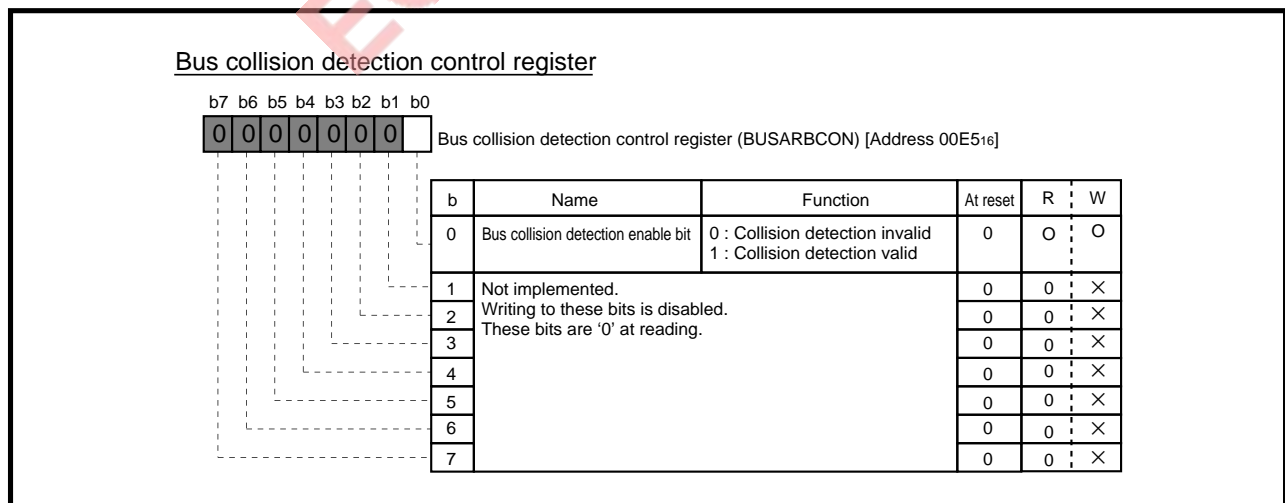 Bus collision detection control register
b7 b6 b5 b4 b3 b2 b1 b0
0 0 0 0 0 0 0
Bus collision detection control register (BUSARBCON) [Address 00E516]
b Name Function At reset R W
0 Bus collision detection enable bit 0 : Collision detection invalid 0 O O
1 : Collision detection valid
1 Not implemented. 0 0 ×
Writing to these bits is disabled.
2 0 0 ×
These bits are ‘0’ at reading.
3 0 0 ×
4 0 0 ×
5 0 0 ×
6 0 0 ×
7 0 0 ×